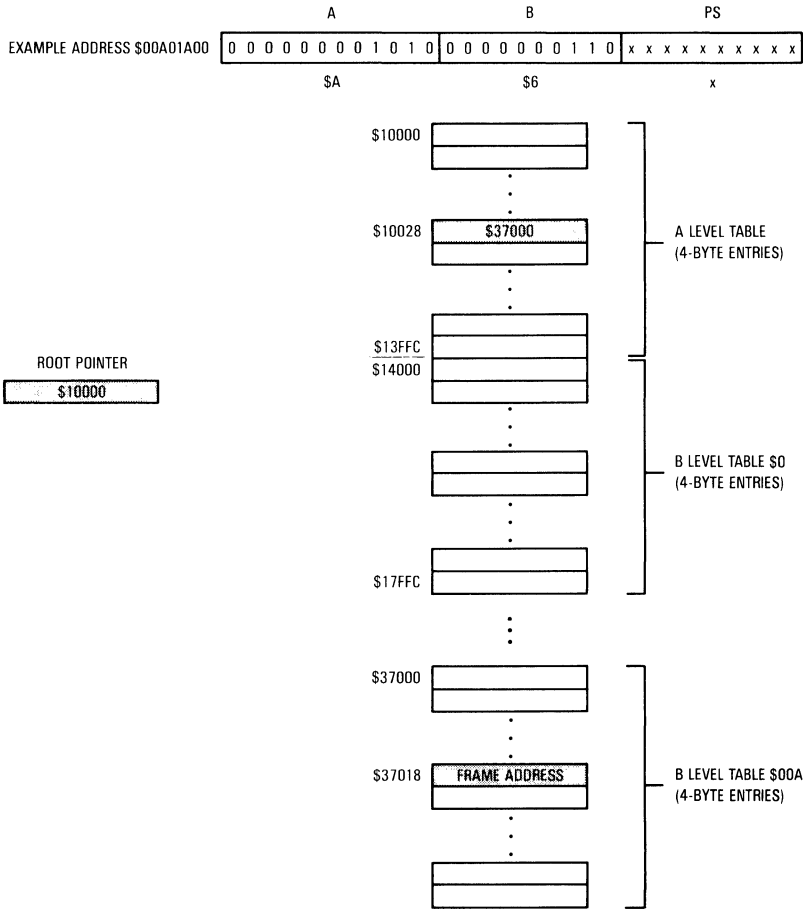 A B PS
EXAMPLE ADDRESS $00A01A00 0 0 0 0 0 0 0 0 1 0 1 0 0 0 0 0 0 0 0 1 1 0 x x x x x x x x x x
$A $6 x
$10000
$10028 $37000
A LEVEL TABLE
(4-BYTE ENTRIES)
$13FFC
$14000
ROOT POINTER
$10000
B LEVEL TABLE $0
(4-BYTE ENTRIES)
$17FFC
$37000
$37018 FRAME ADDRESS
B LEVEL TABLE $00A
(4-BYTE ENTRIES)